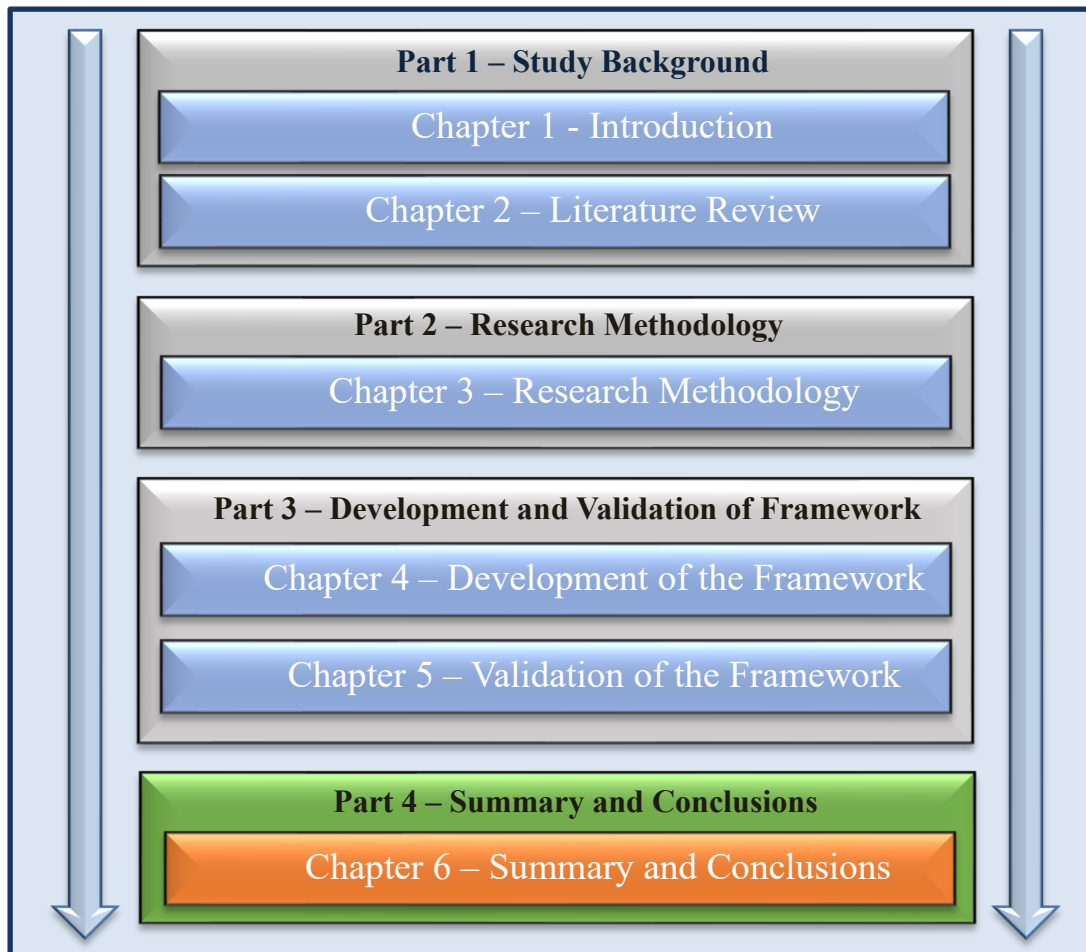 Part 1 – Study Background
Chapter 1 - Introduction
Chapter 2 – Literature Review
Part 2 – Research Methodology
Chapter 3 – Research Methodology
Part 3 – Development and Validation of Framework
Chapter 4 – Development of the Framework
Chapter 5 – Validation of the Framework
Part 4 – Summary and Conclusions
Chapter 6 – Summary and Conclusions